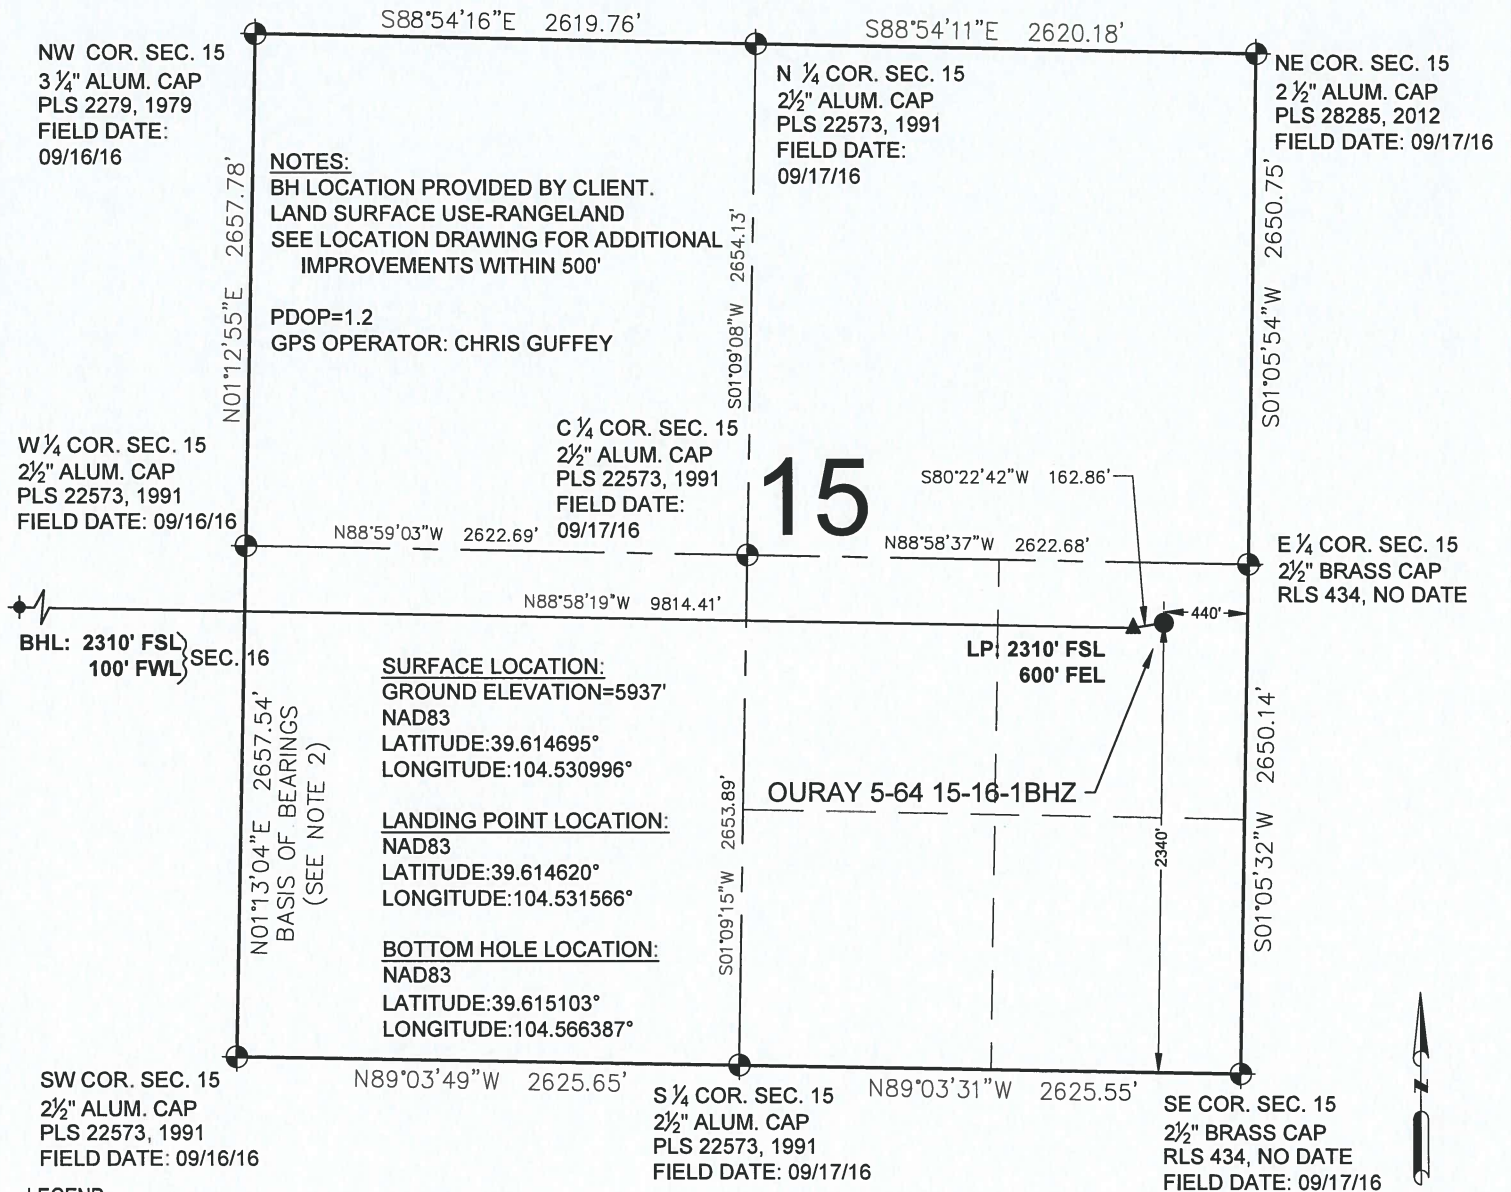 S88°54'16"E 2619.76'
S88°54'11"E 2620.18'
NW COR. SEC. 15
3 ¼" ALUM. CAP
PLS 2279, 1979
FIELD DATE:
09/16/16
N ¼ COR. SEC. 15
2½" ALUM. CAP
PLS 22573, 1991
FIELD DATE:
09/17/16
NE COR. SEC. 15
2 ½" ALUM. CAP
PLS 28285, 2012
FIELD DATE: 09/17/16
N01°12'55"E 2657.78'
NOTES:
BH LOCATION PROVIDED BY CLIENT.
LAND SURFACE USE-RANGELAND
SEE LOCATION DRAWING FOR ADDITIONAL
IMPROVEMENTS WITHIN 500'
PDOP=1.2
GPS OPERATOR: CHRIS GUFFEY
S01°09'08"W 2654.13'
S01°05'54"W 2650.75'
W ¼ COR. SEC. 15
2½" ALUM. CAP
PLS 22573, 1991
FIELD DATE: 09/16/16
C ¼ COR. SEC. 15
2½" ALUM. CAP
PLS 22573, 1991
FIELD DATE:
09/17/16
15
S80°22'42"W 162.86'
N88°59'03"W 2622.69'
N88°58'37"W 2622.68'
E ¼ COR. SEC. 15
2½" BRASS CAP
RLS 434, NO DATE
N88°58'19"W 9814.41'
440'
BHL: 2310' FSL
100' FWL
SEC. 16
LP: 2310' FSL
600' FEL
SURFACE LOCATION:
GROUND ELEVATION=5937'
NAD83
LATITUDE:39.614695°
LONGITUDE:104.530996°
LANDING POINT LOCATION:
NAD83
LATITUDE:39.614620°
LONGITUDE:104.531566°
BOTTOM HOLE LOCATION:
NAD83
LATITUDE:39.615103°
LONGITUDE:104.566387°
N01°13'04"E 2657.54'
BASIS OF BEARINGS
(SEE NOTE 2)
S01°09'15"W 2653.89'
OURAY 5-64 15-16-1BHZ
2340'
S01°05'32"W 2650.14'
N89°03'49"W 2625.65'
N89°03'31"W 2625.55'
SW COR. SEC. 15
2½" ALUM. CAP
PLS 22573, 1991
FIELD DATE: 09/16/16
S ¼ COR. SEC. 15
2½" ALUM. CAP
PLS 22573, 1991
FIELD DATE: 09/17/16
SE COR. SEC. 15
2½" BRASS CAP
RLS 434, NO DATE
FIELD DATE: 09/17/16
N
LEGEND